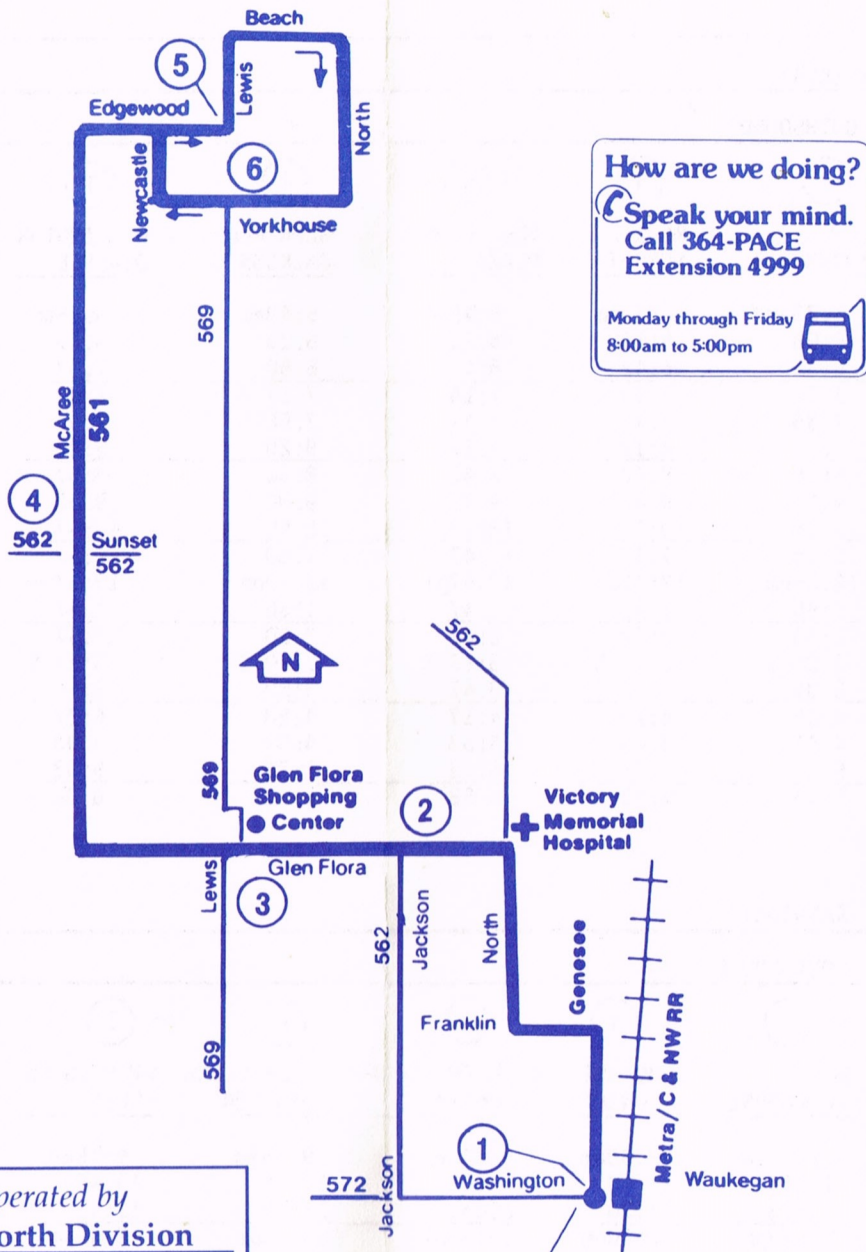 Beach
5
Lewis
Edgewood
North
Newcastle
6
Yorkhouse
How are we doing?
Speak your mind.
Call 364-PACE
Extension 4999
Monday through Friday
8:00am to 5:00pm
569
McAree
561
4
562
Sunset
562
N
562
569
Glen Flora
Shopping
Center
2
Victory
Memorial
Hospital
Lewis
Glen Flora
3
562
Jackson
North
Genesee
Franklin
569
Metra/C & NW RR
1
572
Jackson
Washington
Waukegan
perated by
orth Division